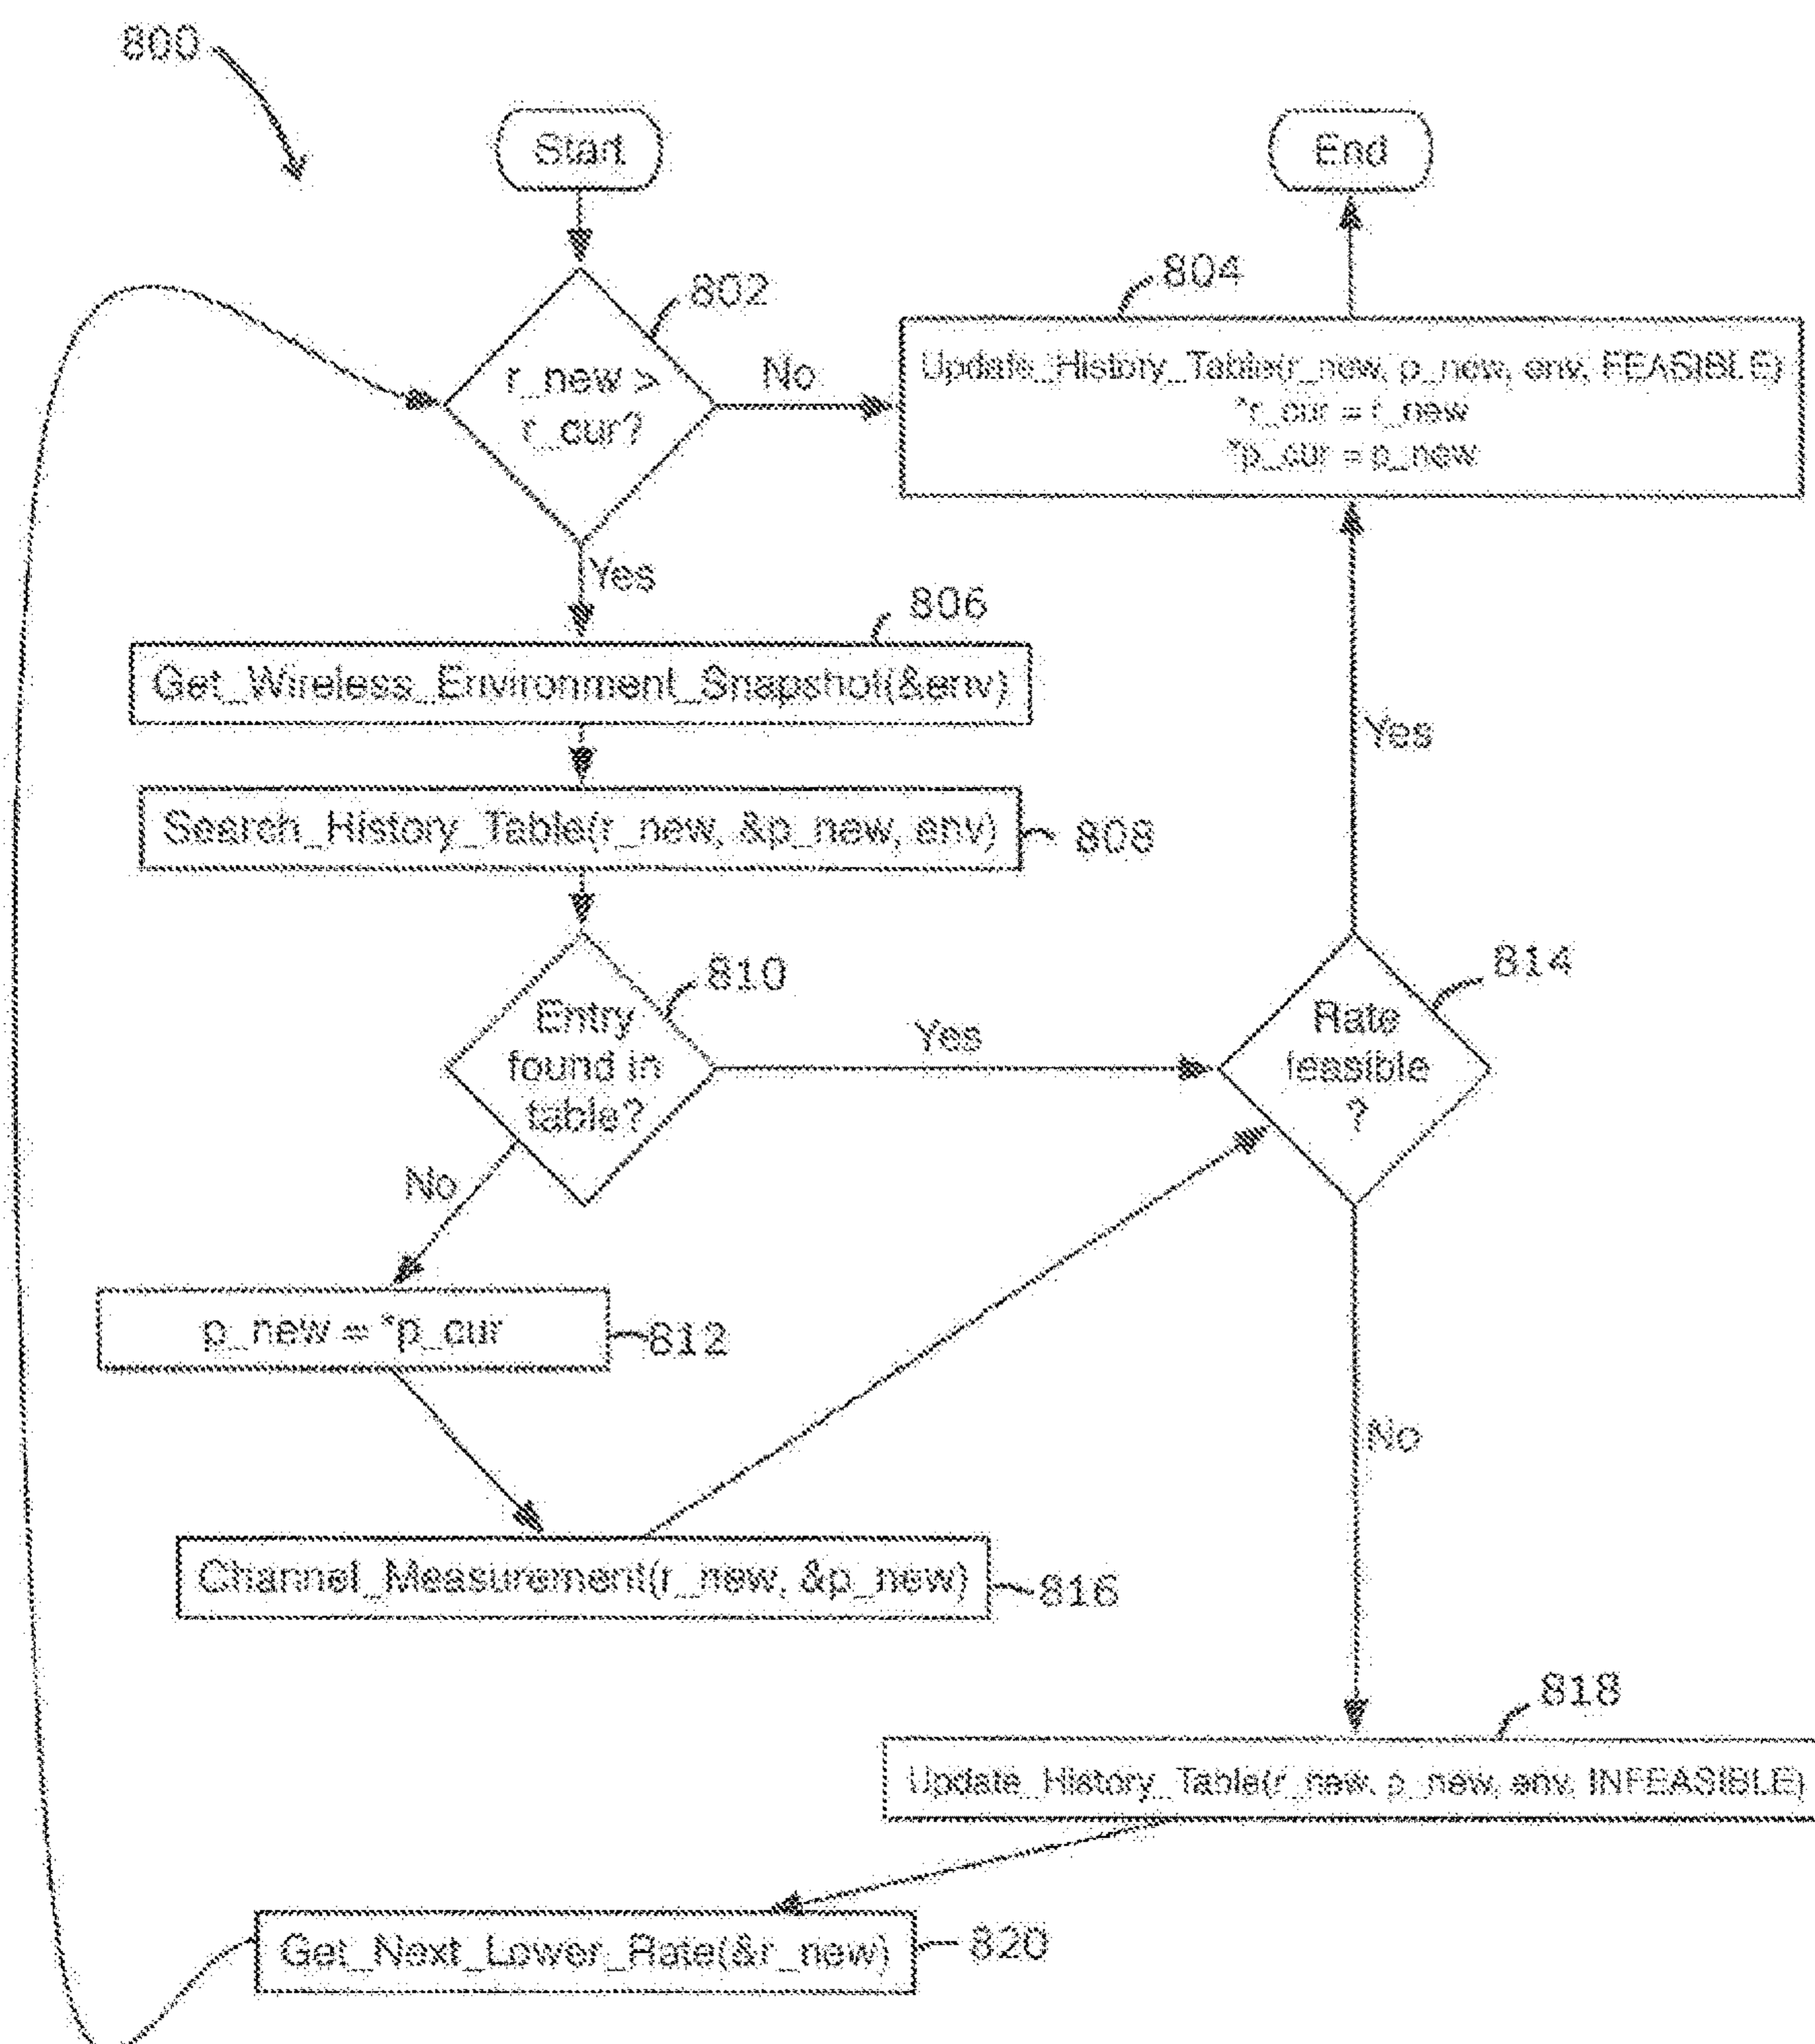 800
Start
End
802
804
r_new >
r_cur?
No
Update_History_Table(r_new, p_new, env, FEASIBLE)
*r_cur = r_new
*p_cur = p_new
Yes
806
Get_Wireless_Environment_Snapshot(&env)
Yes
Search_History_Table(r_new, &p_new, env)
808
810
814
Entry
found in
table?
Yes
Rate
feasible
?
No
p_new = *p_cur
812
No
Channel_Measurement(r_new, &p_new)
816
818
Update_History_Table(r_new, p_new, env, INFEASIBLE)
Get_Next_Lower_Rate(&r_new)
820